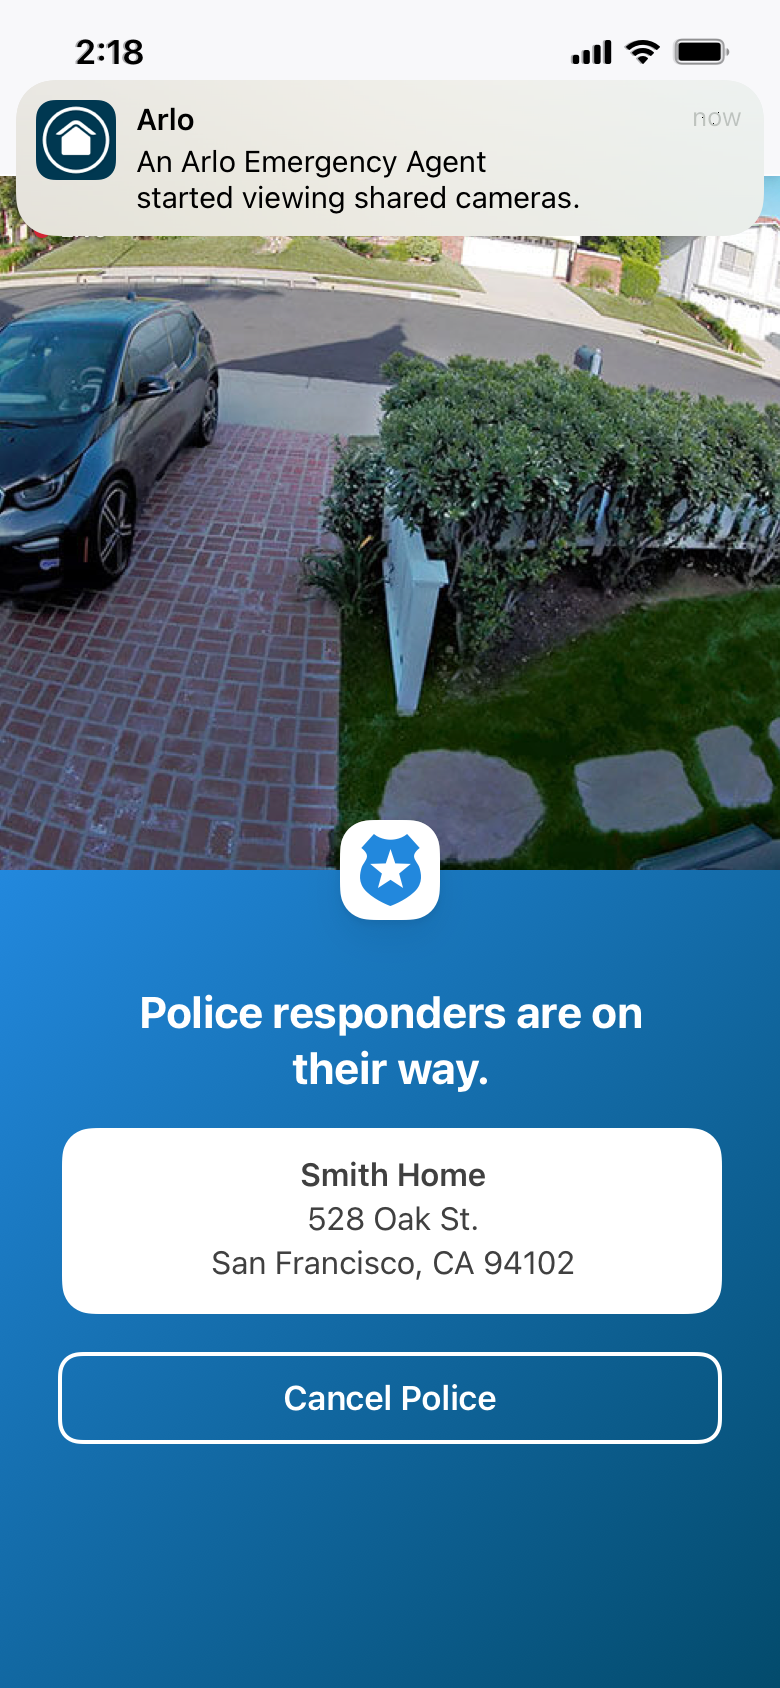 2:18
Arlo
now
An Arlo Emergency Agent
started viewing shared cameras.
Police responders are on
their way.
Smith Home
528 Oak St.
San Francisco, CA 94102
Cancel Police